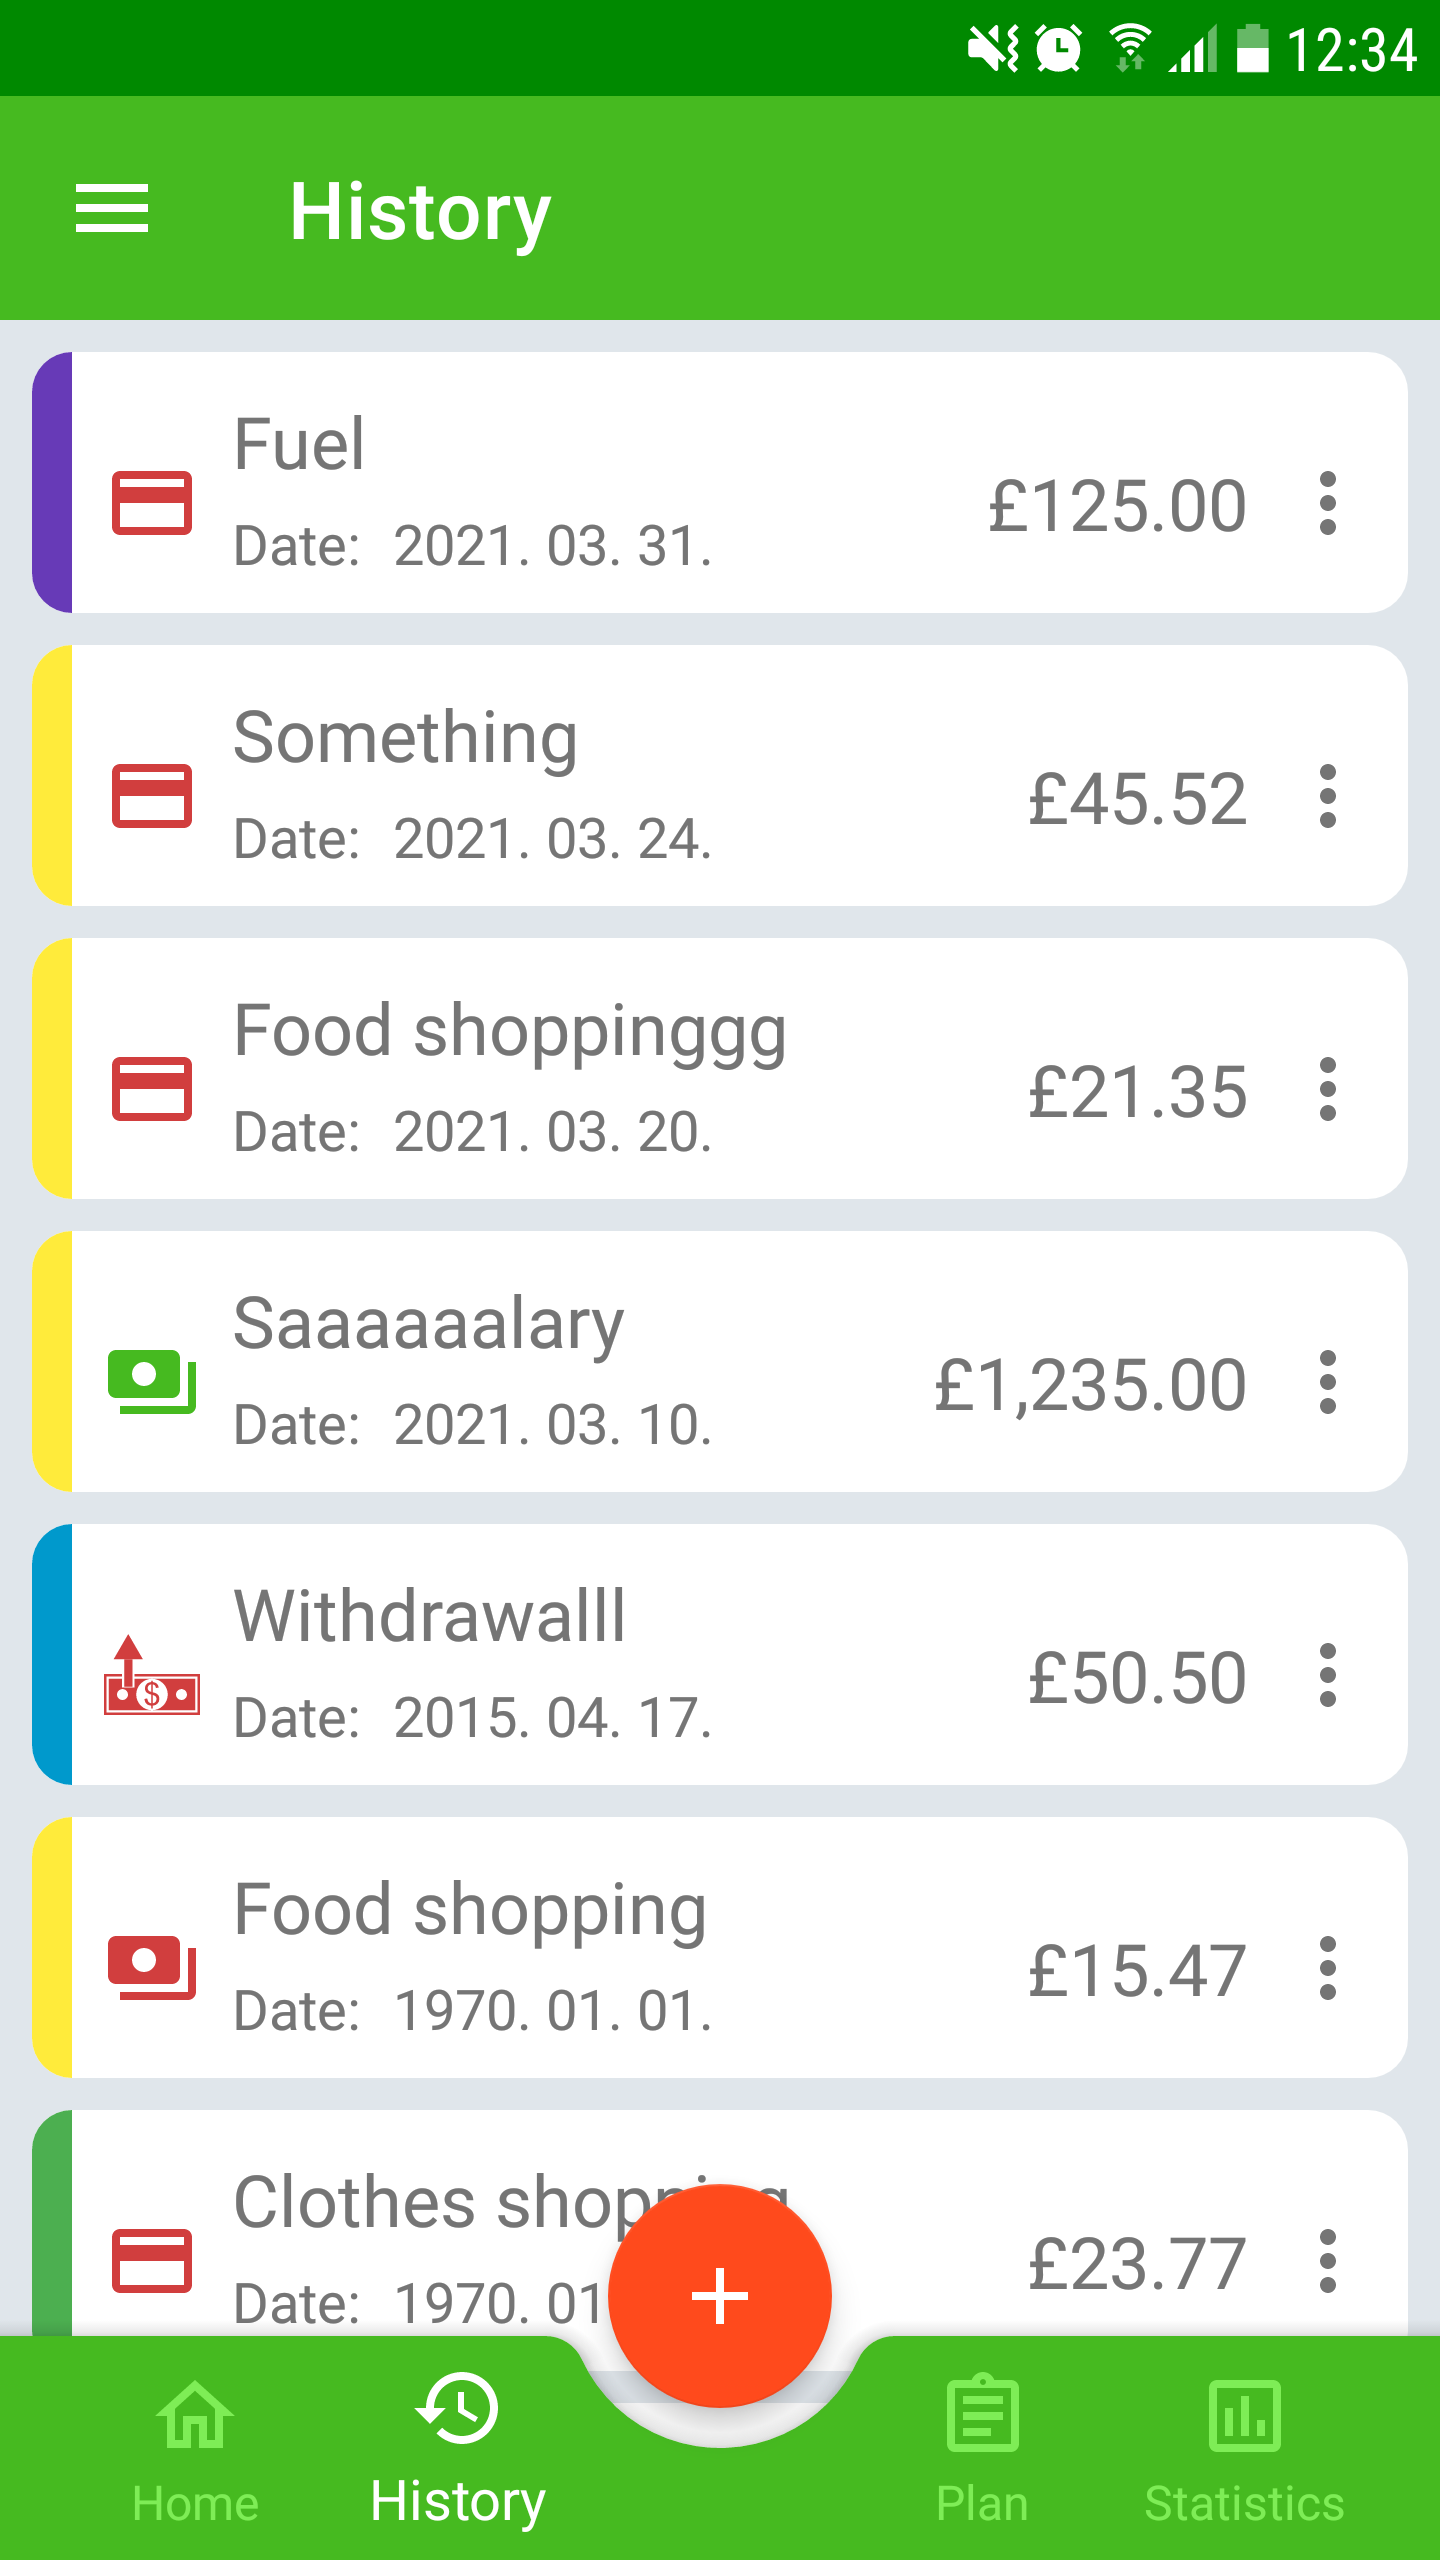 12:34
History
Fuel
£125.00
Date: 2021. 03. 31.
Something
£45.52
Date: 2021. 03. 24.
Food shoppinggg
£21.35
Date: 2021. 03. 20.
Saaaaaalary
£1,235.00
Date: 2021. 03. 10.
Withdrawalll
£50.50
Date: 2015. 04. 17.
Food shopping
£15.47
Date: 1970. 01. 01.
Clothes shopping
£23.77
Date: 1970. 01
Home
History
Plan
Statistics